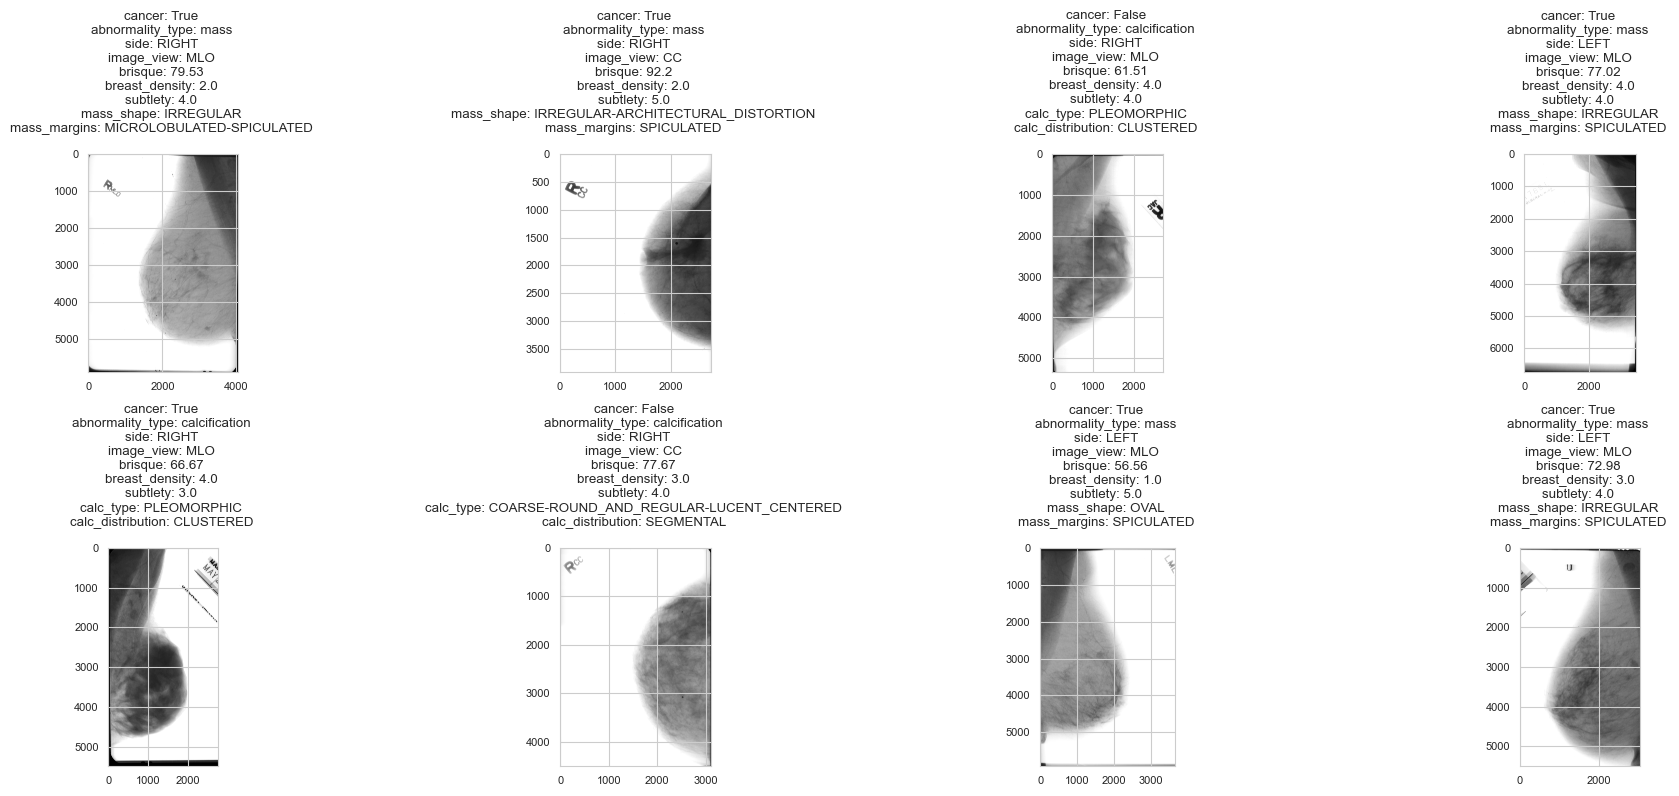 cancer: True
abnormality_type: mass
side: RIGHT
image_view: MLO
brisque: 79.53
breast_density: 2.0
subtlety: 4.0
mass_shape: IRREGULAR
mass_margins: MICROLOBULATED-SPICULATED
0
1000
2000
3000
4000
5000
0
2000
4000
cancer: True
abnormality_type: mass
side: RIGHT
image_view: CC
brisque: 92.2
breast_density: 2.0
subtlety: 5.0
mass_shape: IRREGULAR-ARCHITECTURAL_DISTORTION
mass_margins: SPICULATED
0
500
1000
1500
2000
2500
3000
3500
R CC
0
1000
2000
cancer: False
abnormality_type: calcification
side: RIGHT
image_view: MLO
brisque: 61.51
breast_density: 4.0
subtlety: 4.0
calc_type: PLEOMORPHIC
calc_distribution: CLUSTERED
0
1000
2000
3000
4000
5000
0
1000
2000
cancer: True
abnormality_type: mass
side: LEFT
image_view: MLO
brisque: 77.02
breast_density: 4.0
subtlety: 4.0
mass_shape: IRREGULAR
mass_margins: SPICULATED
0
1000
2000
3000
4000
5000
6000
0
2000
cancer: True
abnormality_type: calcification
side: RIGHT
image_view: MLO
brisque: 66.67
breast_density: 4.0
subtlety: 3.0
calc_type: PLEOMORPHIC
calc_distribution: CLUSTERED
0
1000
2000
3000
4000
5000
0
1000
2000
cancer: False
abnormality_type: calcification
side: RIGHT
image_view: CC
brisque: 77.67
breast_density: 3.0
subtlety: 4.0
calc_type: COARSE-ROUND_AND_REGULAR-LUCENT_CENTERED
calc_distribution: SEGMENTAL
0
1000
2000
3000
4000
R CC
0
1000
2000
3000
cancer: True
abnormality_type: mass
side: LEFT
image_view: MLO
brisque: 56.56
breast_density: 1.0
subtlety: 5.0
mass_shape: OVAL
mass_margins: SPICULATED
0
1000
2000
3000
4000
5000
0
1000
2000
3000
cancer: True
abnormality_type: mass
side: LEFT
image_view: MLO
brisque: 72.98
breast_density: 3.0
subtlety: 4.0
mass_shape: IRREGULAR
mass_margins: SPICULATED
0
1000
2000
3000
4000
5000
0
2000